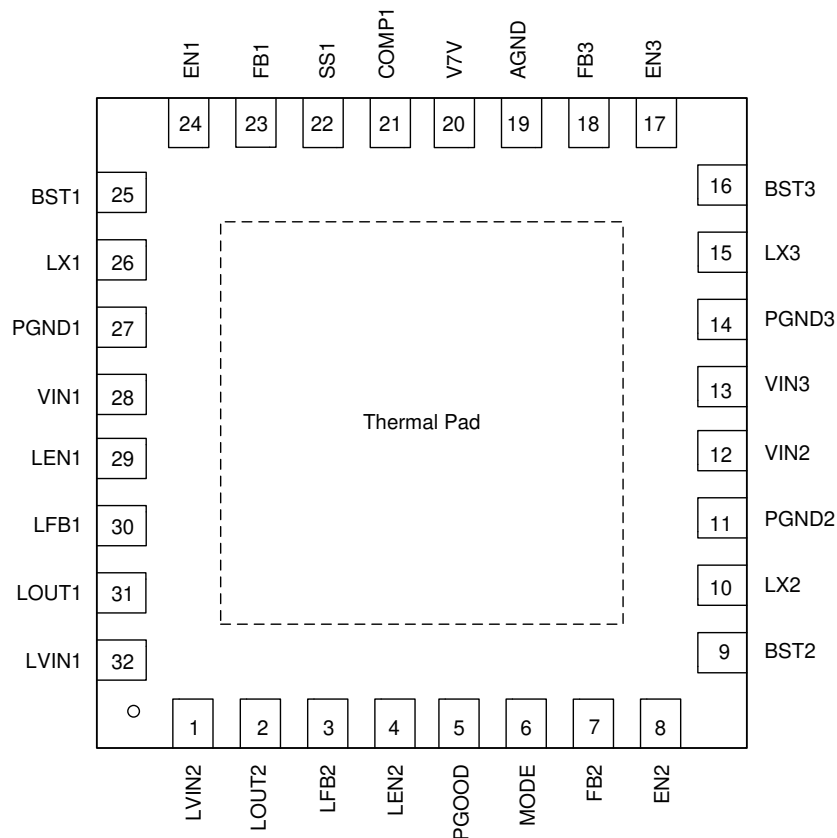 EN1 FB1 SS1 COMP1 V7V AGND FB3 EN3
24 23 22 21 20 19 18 17
BST1 25
LX1 26
PGND1 27
VIN1 28
LEN1 29
LFB1 30
LOUT1 31
LVIN1 32
Thermal Pad
16 BST3
15 LX3
14 PGND3
13 VIN3
12 VIN2
11 PGND2
10 LX2
9 BST2
1 2 3 4 5 6 7 8
LVIN2 LOUT2 LFB2 LEN2 PGOOD MODE FB2 EN2